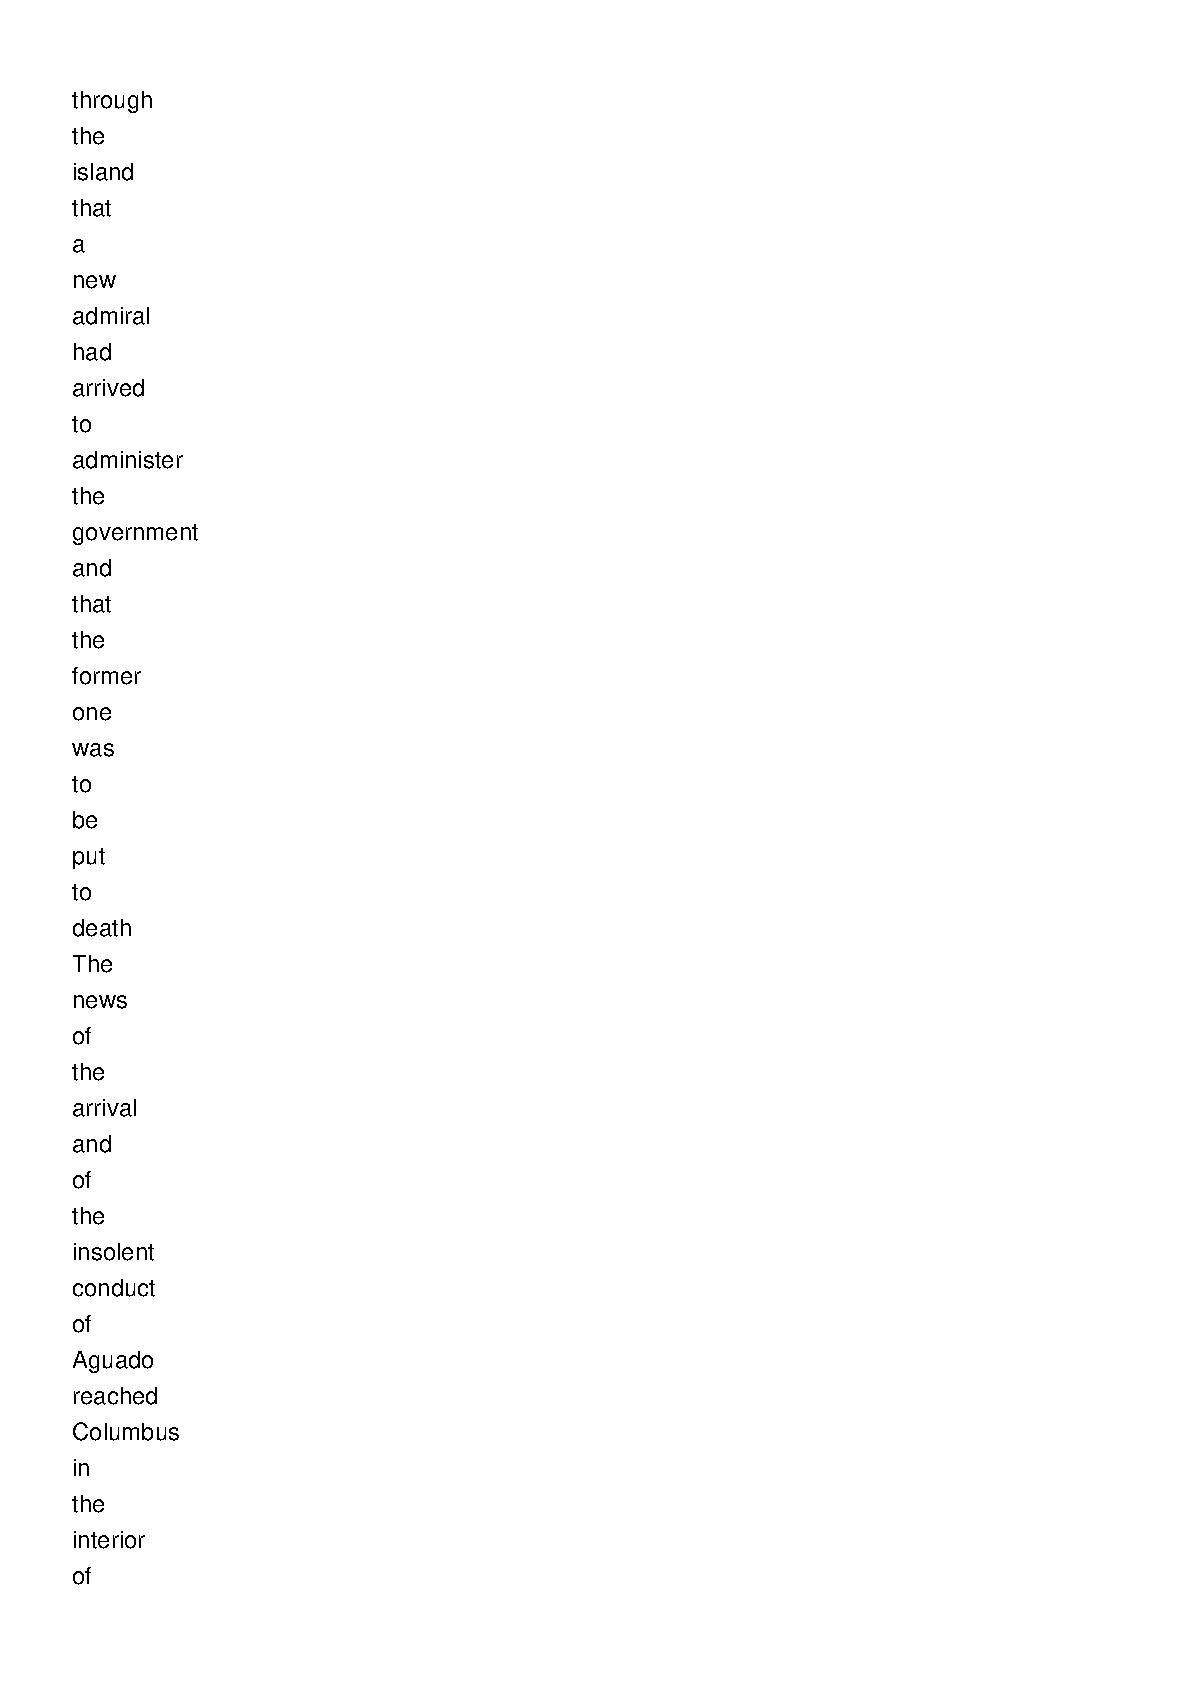 through
the
island
that
a
new
admiral
had
arrived
to
administer
the
government
and
that
the
former
one
was
to
be
put
to
death
The
news
of
the
arrival
and
of
the
insolent
conduct
of
Aguado
reached
Columbus
in
the
interior
of